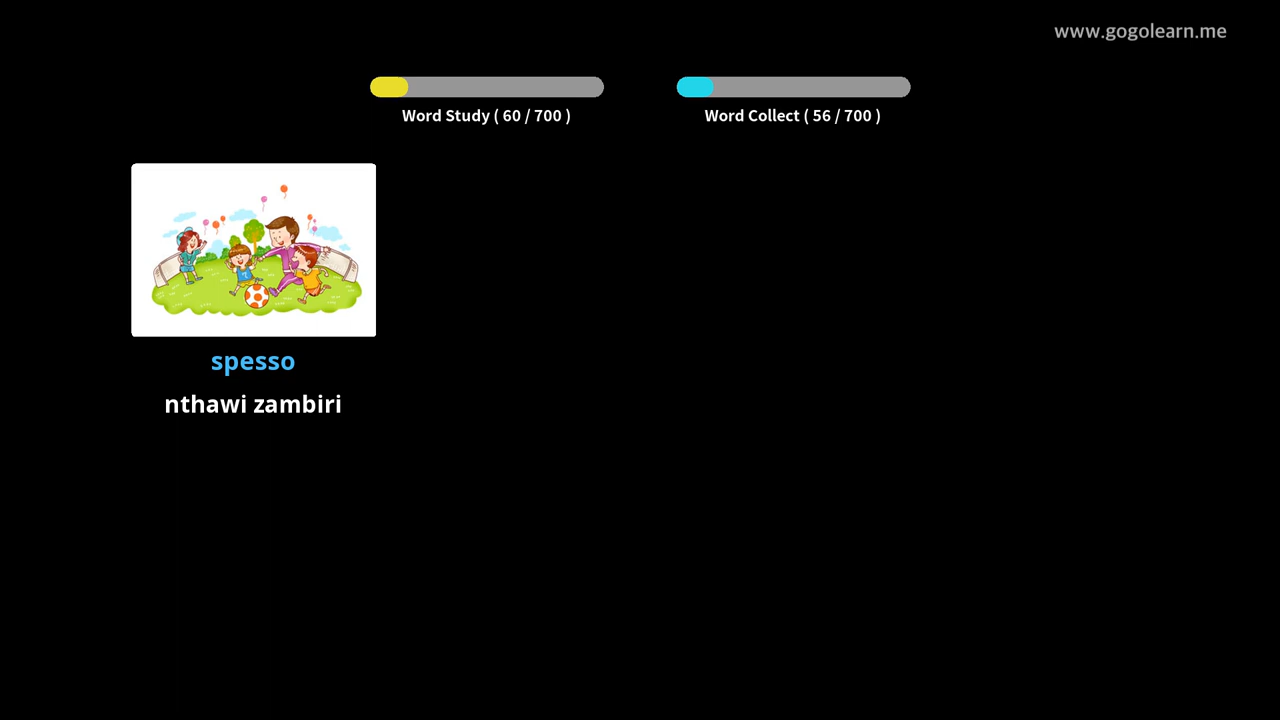 www.gogolearn.me
Word Study ( 60 / 700 )
Word Collect ( 56 / 700 )
spesso
nthawi zambiri